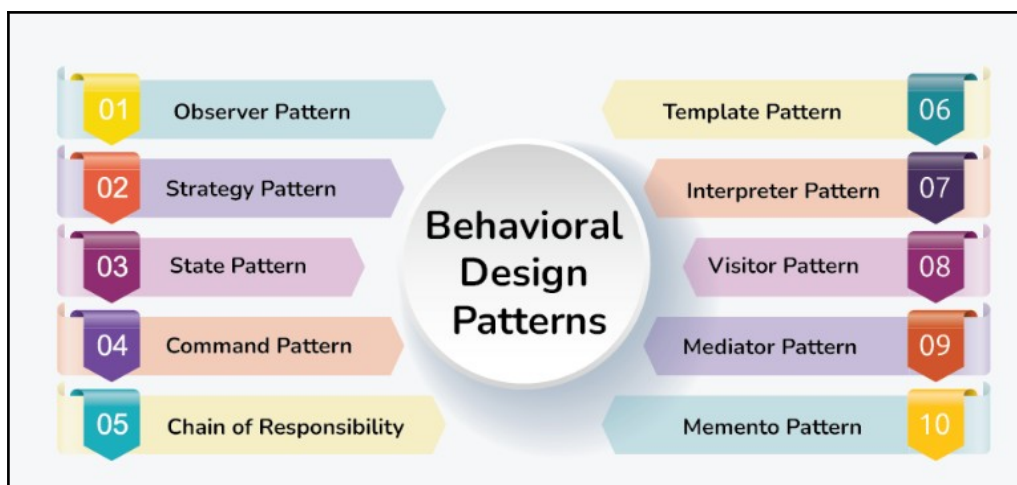 01 Observer Pattern
02 Strategy Pattern
03 State Pattern
04 Command Pattern
05 Chain of Responsibility
Behavioral
Design
Patterns
Template Pattern 06
Interpreter Pattern 07
Visitor Pattern 08
Mediator Pattern 09
Memento Pattern 10